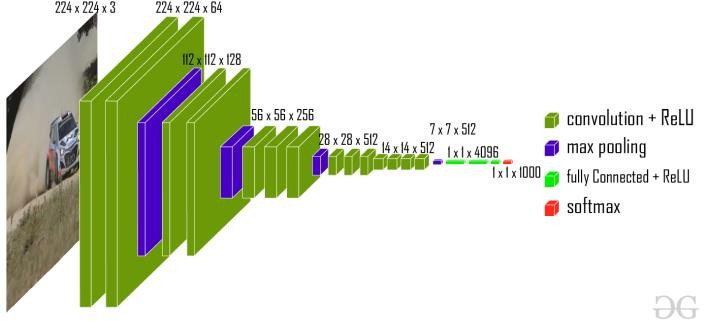 224 x 224 x 3
224 x 224 x 64
112 x 112 x 128
56 x 56 x 256
28 x 28 x 512
14 x 14 x 512
7 x 7 x 512
1 x 1 x 4096
1 x 1 x 1000
convolution + ReLU
max pooling
fully Connected + ReLU
softmax